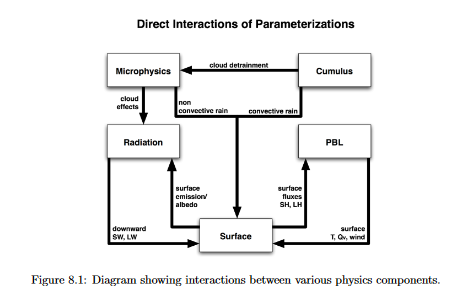 Direct Interactions of Parameterizations
Microphysics
cloud detrainment
Cumulus
cloud
effects
non
convective rain
convective rain
Radiation
PBL
surface
emission/
albedo
surface
fluxes
SH, LH
downward
SW, LW
Surface
surface
T, Qv, wind
Figure 8.1: Diagram showing interactions between various physics components.